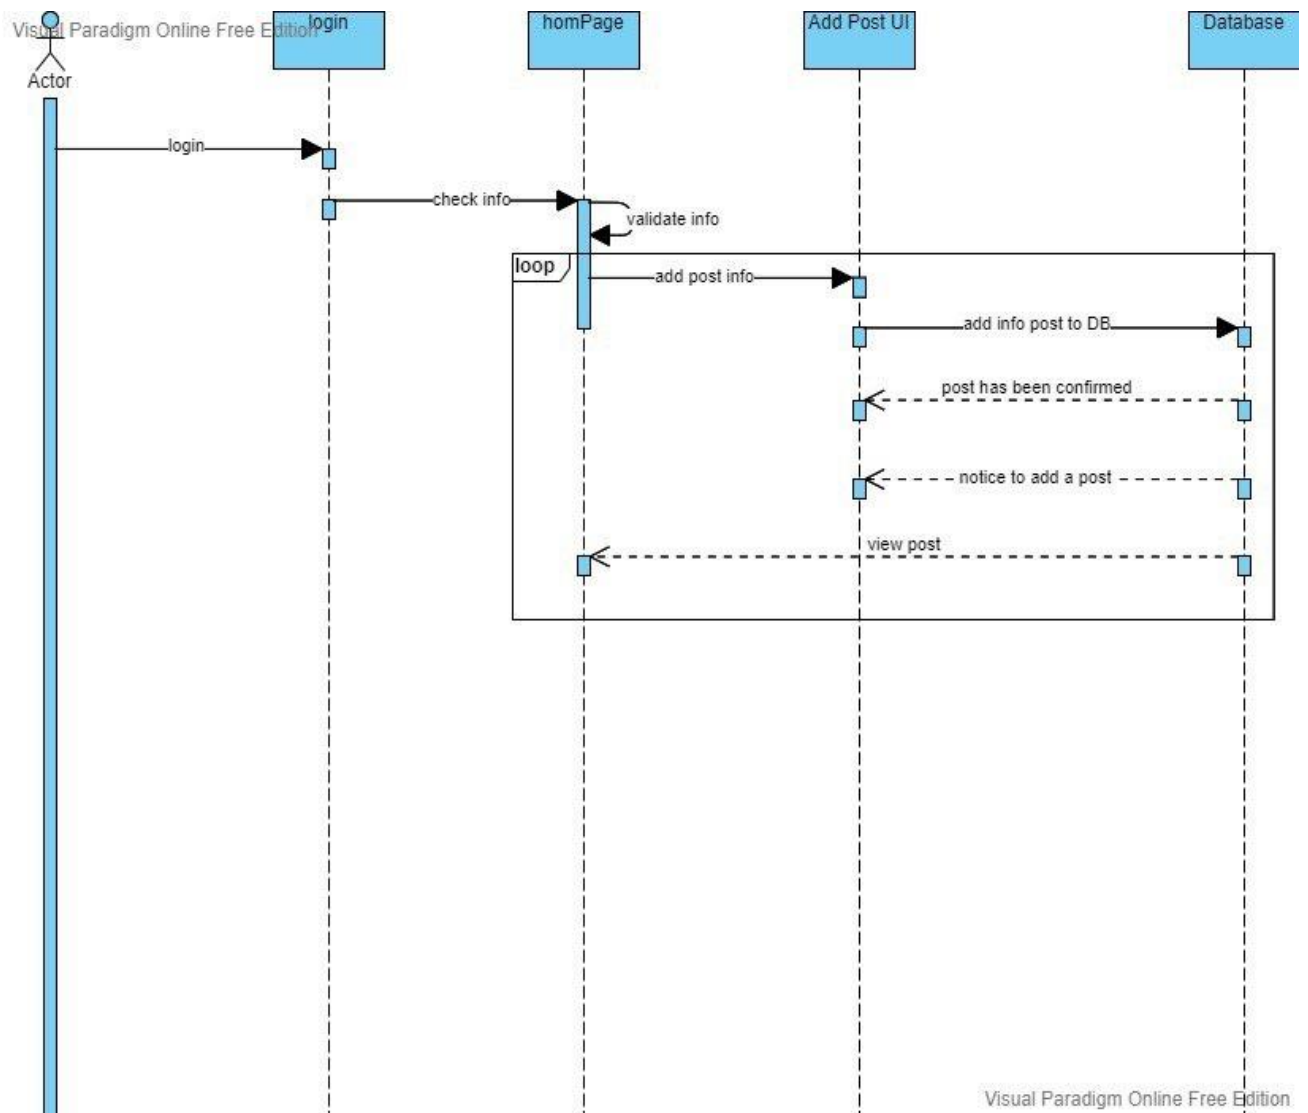 Visual Paradigm Online Free Edition
login
homPage
Add Post UI
Database
Actor
login
check info
validate info
loop
add post info
add info post to DB
post has been confirmed
notice to add a post
view post
Visual Paradigm Online Free Edition